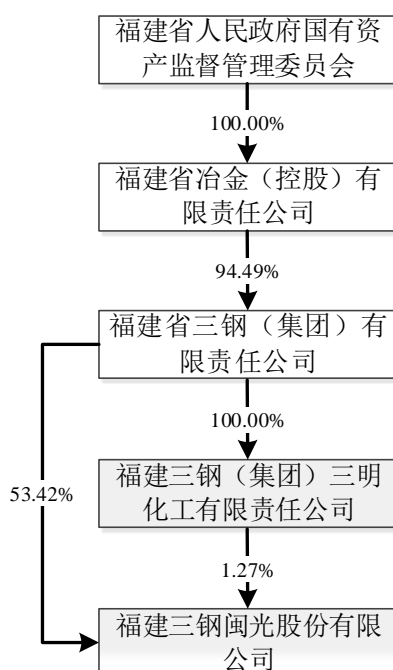 福建省人民政府国有资
产监督管理委员会
100.00%
福建省冶金（控股）有
限责任公司
94.49%
福建省三钢（集团）有
限责任公司
100.00%
53.42%
福建三钢（集团）三明
化工有限责任公司
1.27%
福建三钢闽光股份有限
公司